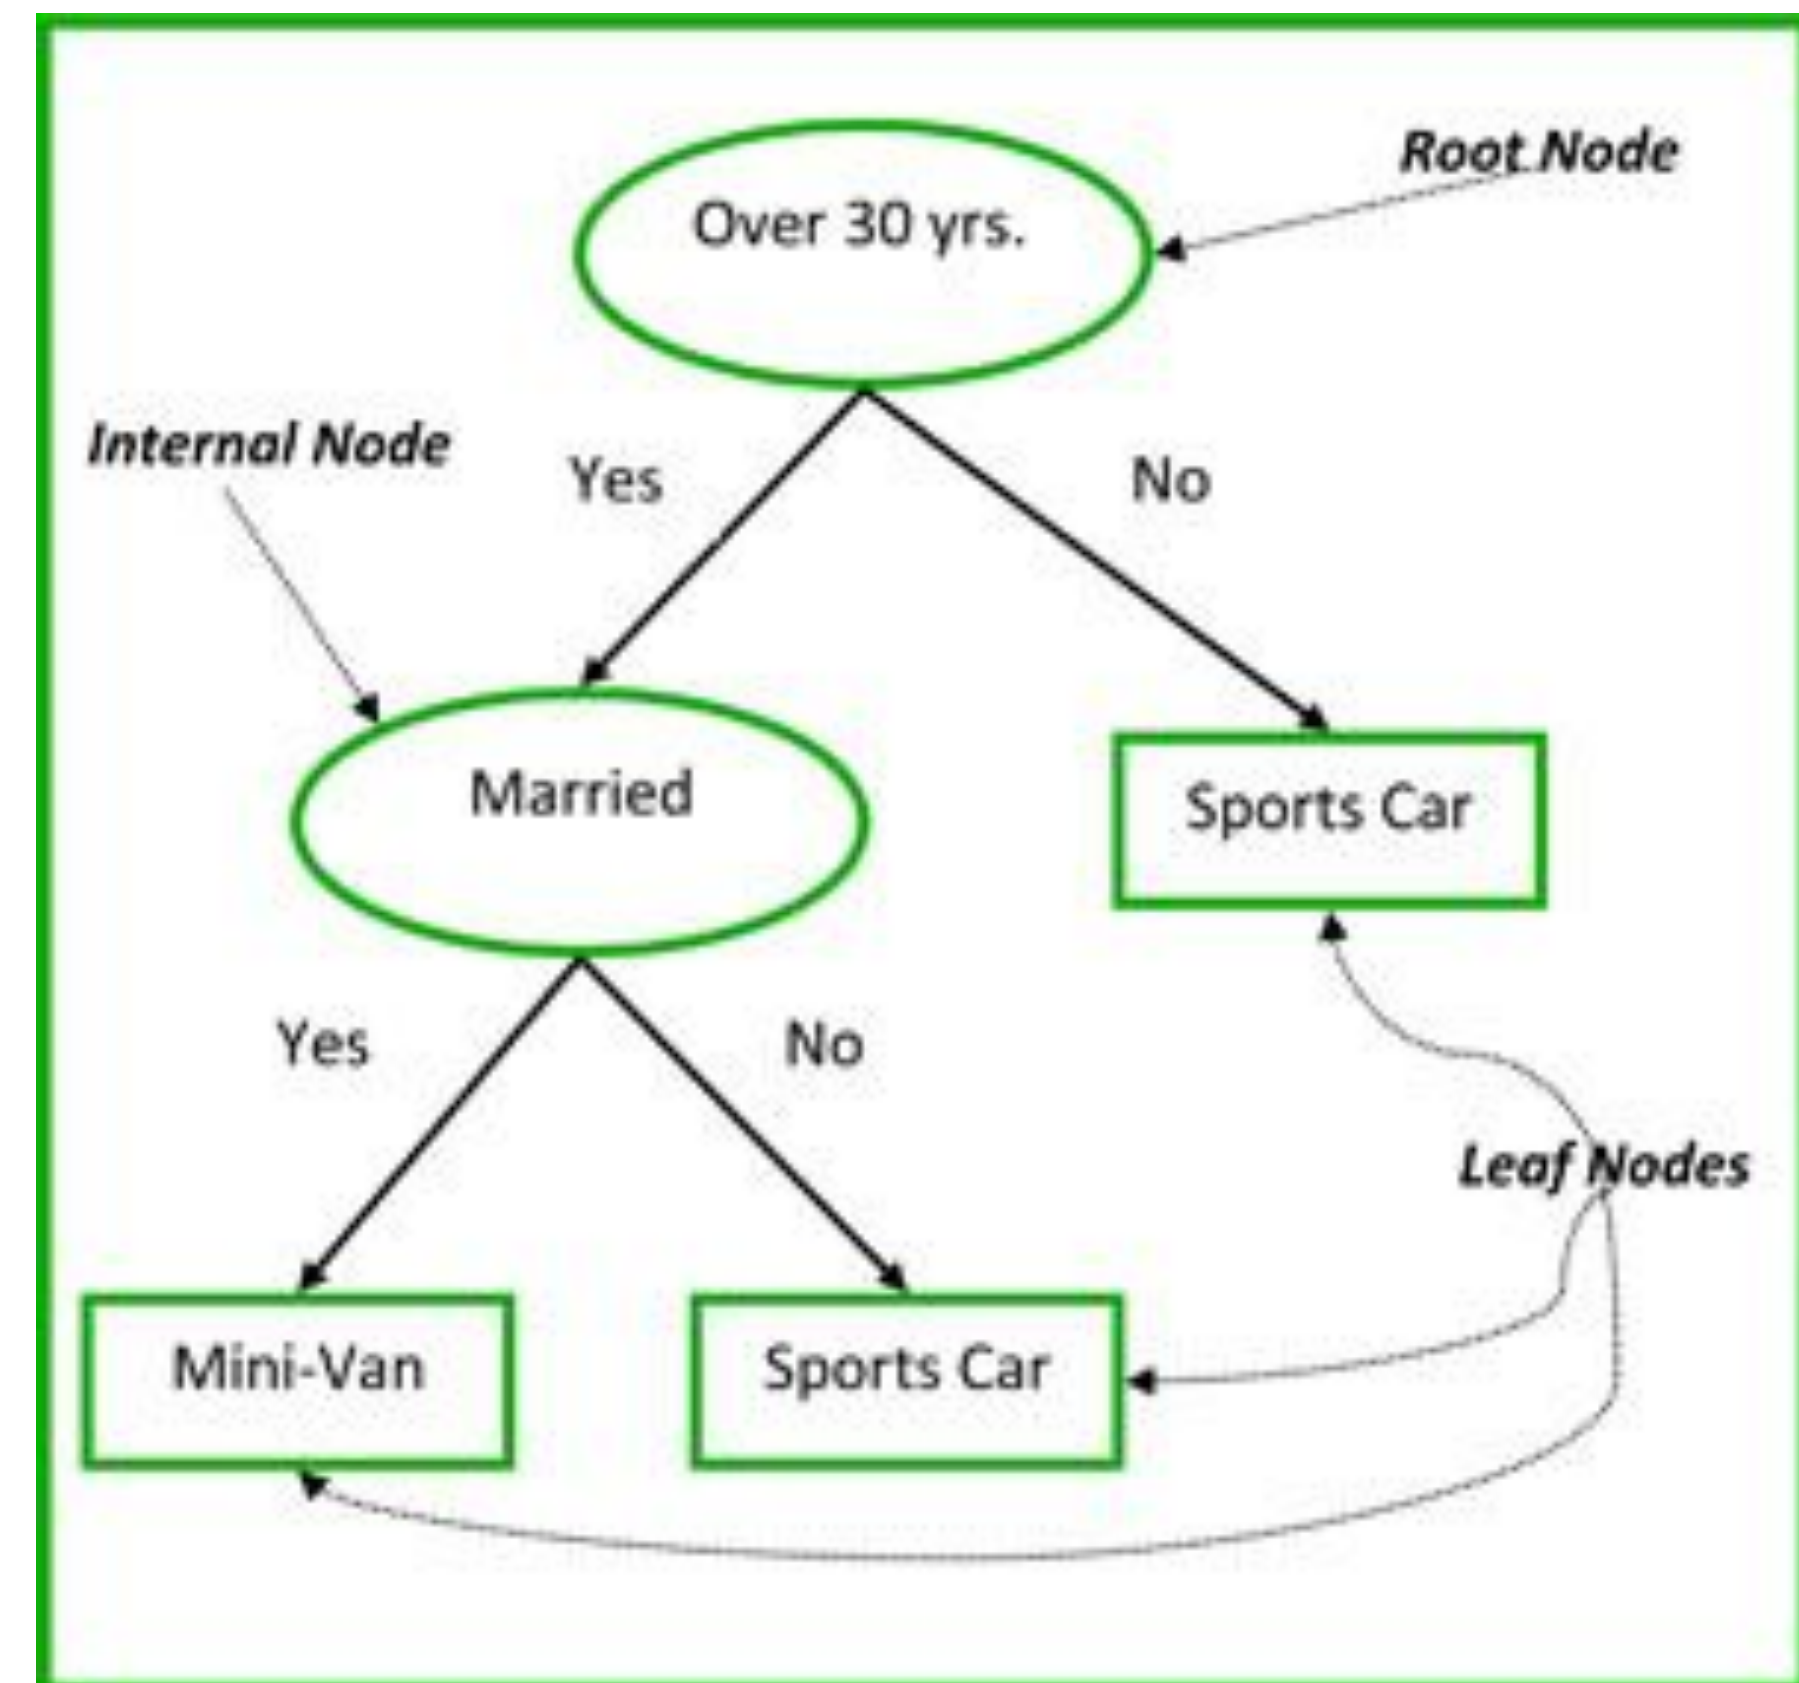 Root Node
Over 30 yrs.
Internal Node
Yes
No
Married
Sports Car
Yes
No
Leaf Nodes
Mini-Van
Sports Car